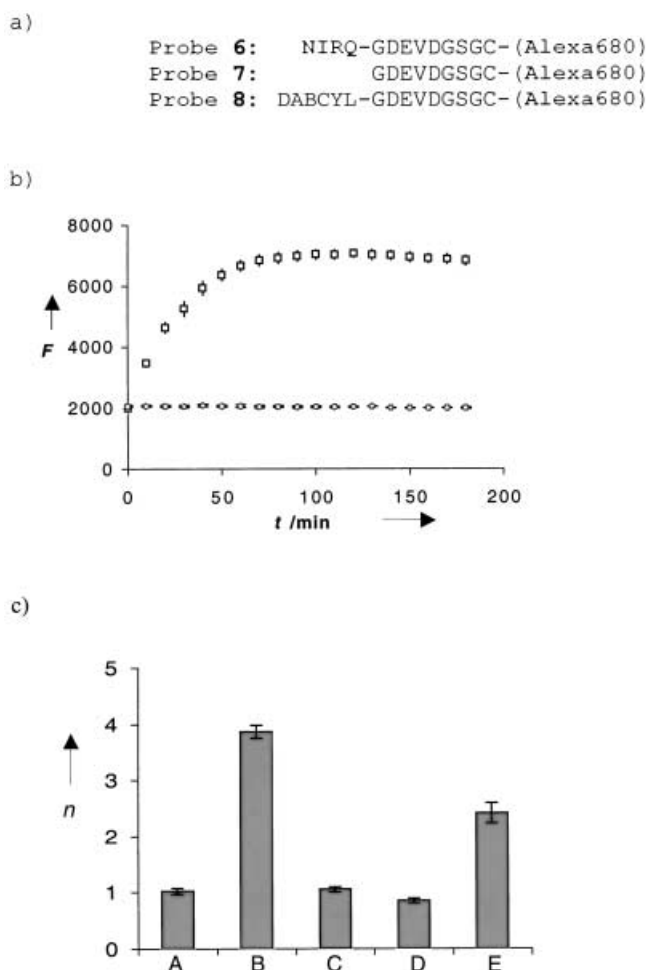 a)
Probe 6: NIRQ-GDEVDGSGC-(Alexa680)
Probe 7: GDEVDGSGC-(Alexa680)
Probe 8: DABCYL-GDEVDGSGC-(Alexa680)
b)
8000
6000
F
4000
2000
0
0 50 100 150 200
t /min
c)
5
4
3
n
2
1
0
A B C D E